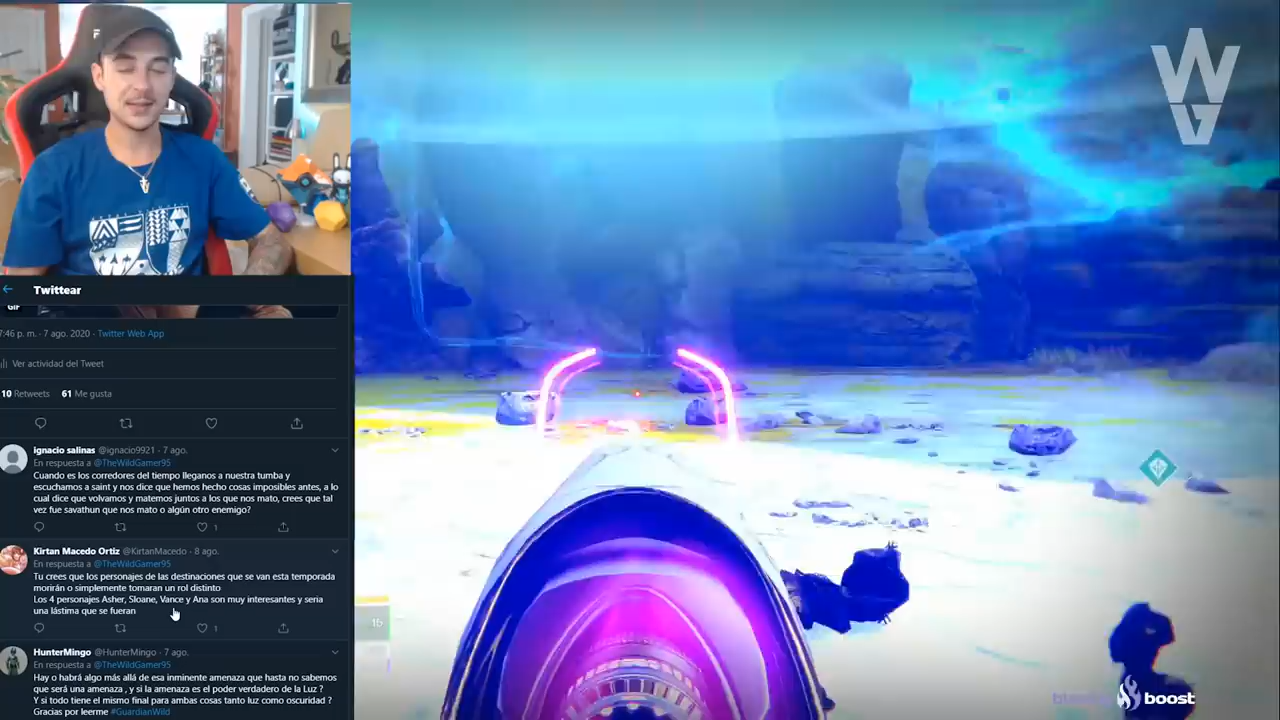 Twittear
GIF
7:46 p. m. · 7 ago. 2020 · Twitter Web App
Ver actividad del Tweet
10 Retweets 61 Me gusta
ignacio salinas @ignacio9921 · 7 ago.
En respuesta a @TheWildGamer95
Cuando es los corredores del tiempo lleganos a nuestra tumba y
escuchamos a saint y nos dice que hemos hecho cosas imposibles antes, a lo
cual dice que volvamos y matemos juntos a los que nos mato, crees que tal
vez fue savathun que nos mato o algún otro enemigo?
1
Kirtan Macedo Ortiz @KirtanMacedo · 8 ago.
En respuesta a @TheWildGamer95
Tu crees que los personajes de las destinaciones que se van esta temporada
morirán o simplemente tomaran un rol distinto
Los 4 personajes Asher, Sloane, Vance y Ana son muy interesantes y seria
una lástima que se fueran
1
HunterMingo @HunterMingo · 7 ago.
En respuesta a @TheWildGamer95
Hay o habrá algo más allá de esa inminente amenaza que hasta no sabemos
que será una amenaza , y si la amenaza es el poder verdadero de la Luz ?
Y si todo tiene el mismo final para ambas cosas tanto luz como oscuridad ?
Gracias por leerme #GuardianWild
WG
16
boost